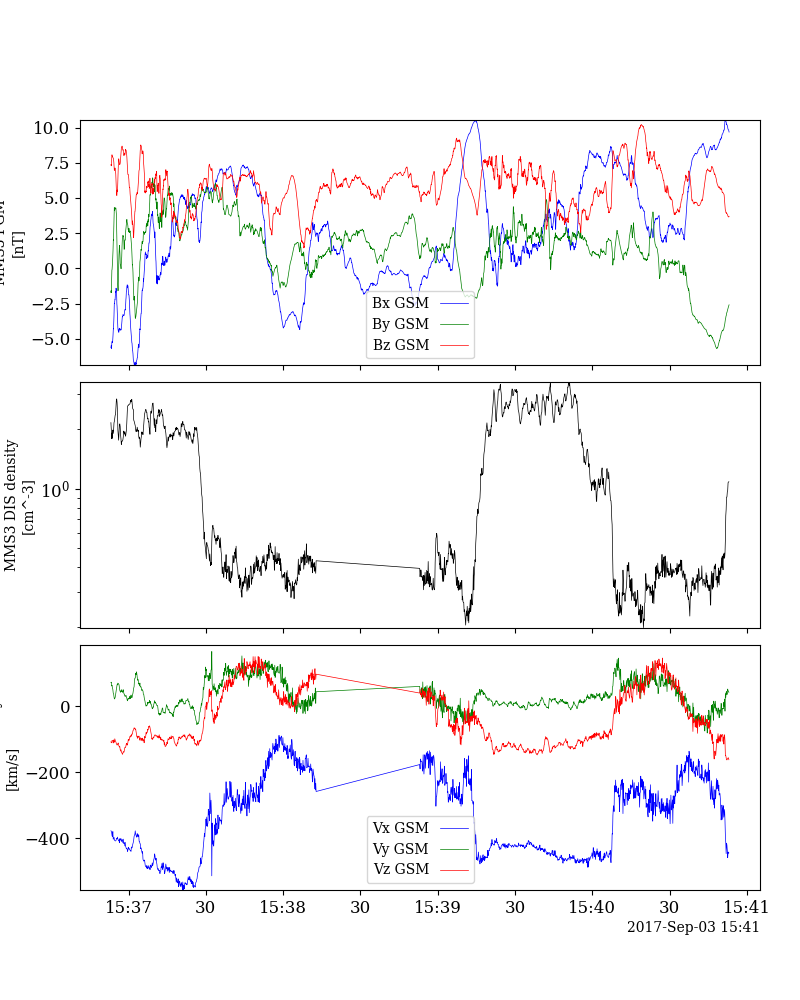 10.0
7.5
5.0
2.5
0.0
−2.5
−5.0
[nT]
Bx GSM
By GSM
Bz GSM
MMS3 DIS density
[cm^-3]
10^0
0
−200
−400
[km/s]
Vx GSM
Vy GSM
Vz GSM
15:37 30 15:38 30 15:39 30 15:40 30 15:41
2017-Sep-03 15:41